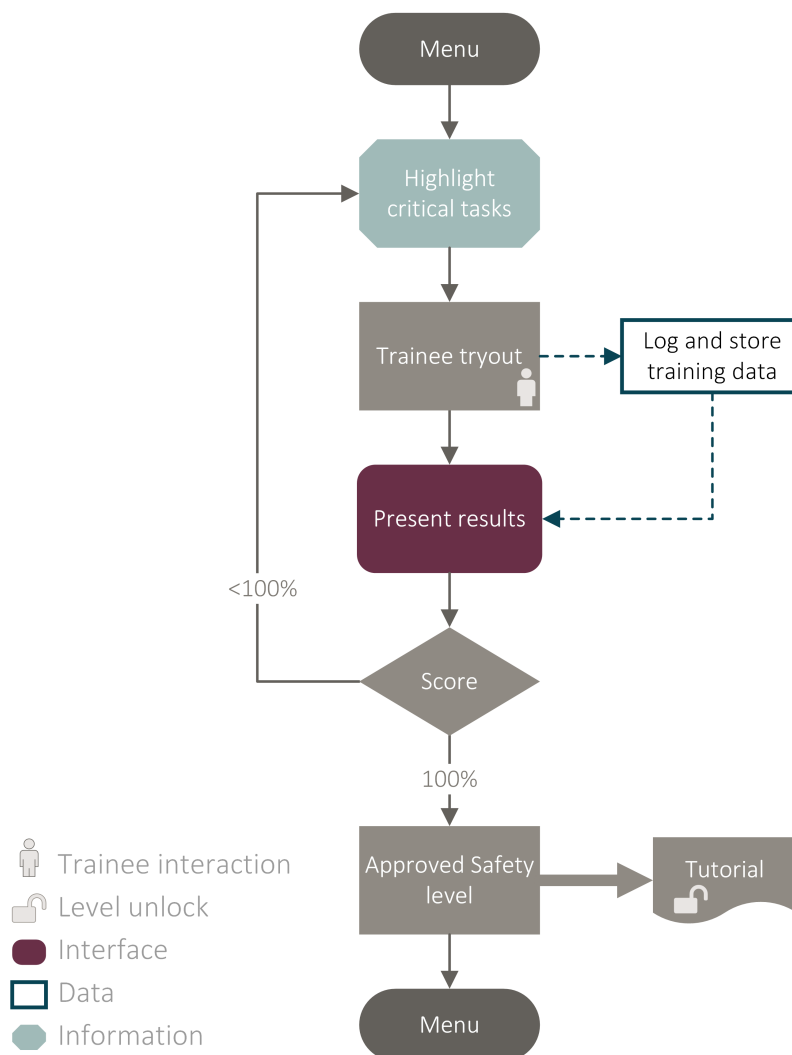 Menu
Highlight
critical tasks
Trainee tryout
Log and store
training data
Present results
<100%
Score
100%
Approved Safety
level
Tutorial
Menu
Trainee interaction
Level unlock
Interface
Data
Information